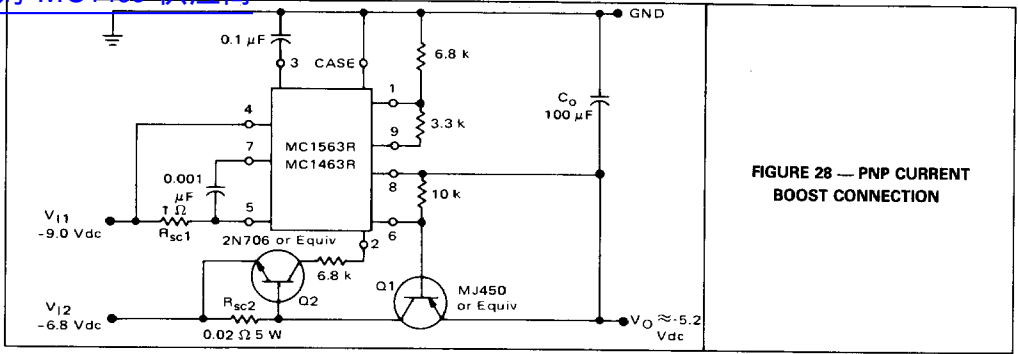 GND
0.1 µF
3
CASE
6.8 k
1
C₀
100 µF
4
3.3 k
9
7
MC1563R
MC1463R
8
0.001
µF
10 k
1 Ω
5
6
V_I1
-9.0 Vdc
R_sc1
2N706 or Equiv
2
6.8 k
Q2
Q1
MJ450
or Equiv
V_I2
-6.8 Vdc
R_sc2
0.02 Ω 5 W
V_O ≈-5.2
Vdc
FIGURE 28 — PNP CURRENT
BOOST CONNECTION